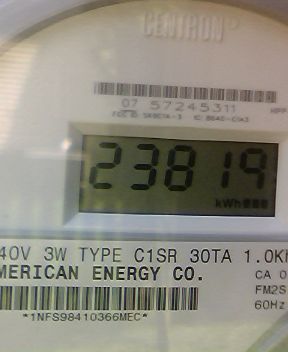 CENTRON
07 57245311
23819
kWh
40V 3W TYPE C1SR 30TA 1.0K
MERICAN ENERGY CO.
CA 0
FM2S
60Hz
*1NFS98410366MEC*